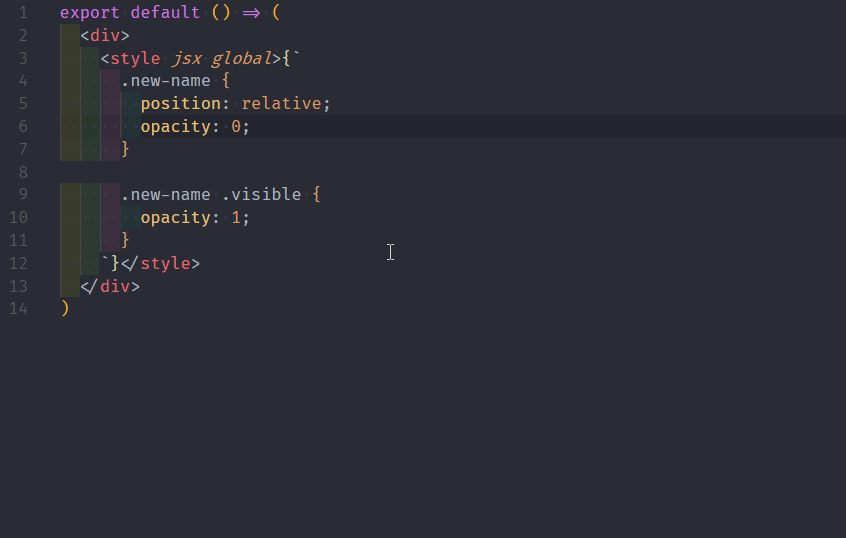 1 export default () => (
2 <div>
3 <style jsx global>{`
4 .new-name {
5 position: relative;
6 opacity: 0;
7 }
8
9 .new-name .visible {
10 opacity: 1;
11 }
12 `}</style>
13 </div>
14 )